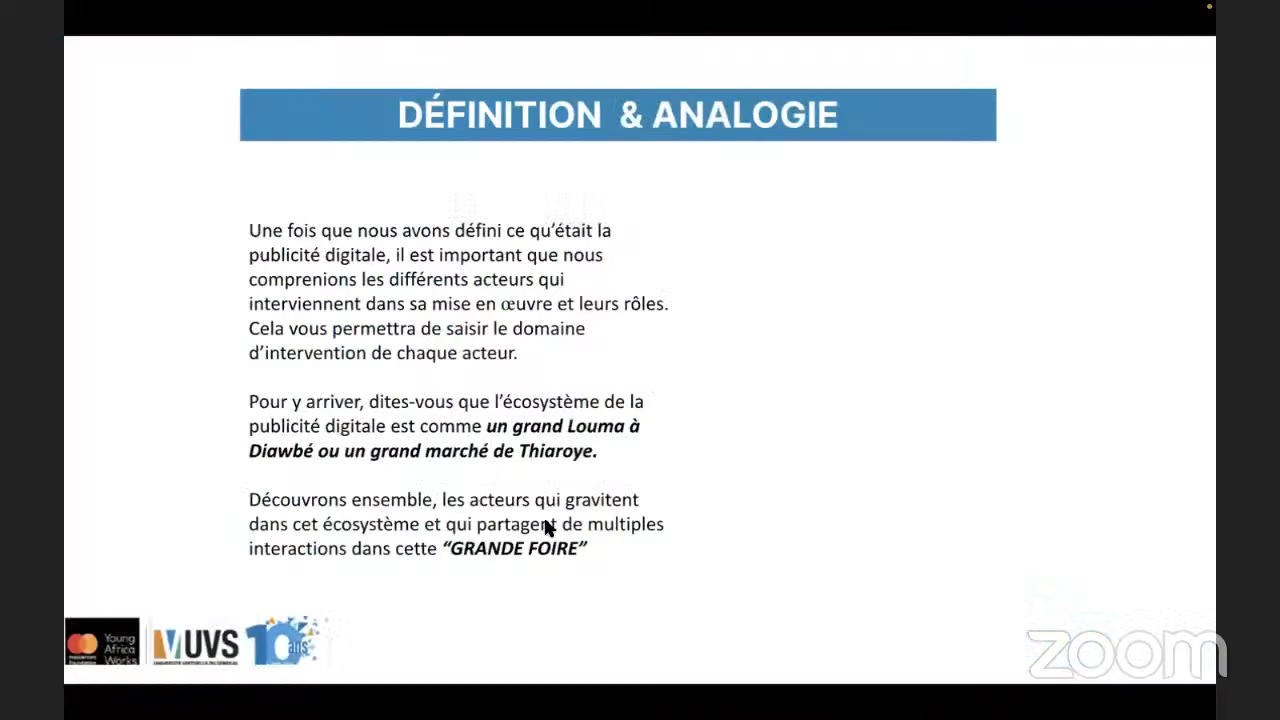 DÉFINITION & ANALOGIE
Une fois que nous avons défini ce qu’était la
publicité digitale, il est important que nous
comprenions les différents acteurs qui
interviennent dans sa mise en œuvre et leurs rôles.
Cela vous permettra de saisir le domaine
d’intervention de chaque acteur.
Pour y arriver, dites-vous que l’écosystème de la
publicité digitale est comme un grand Louma à
Diawbé ou un grand marché de Thiaroye.
Découvrons ensemble, les acteurs qui gravitent
dans cet écosystème et qui partagent de multiples
interactions dans cette “GRANDE FOIRE”
Young
Africa
Works
UVS
10 ans
zoom